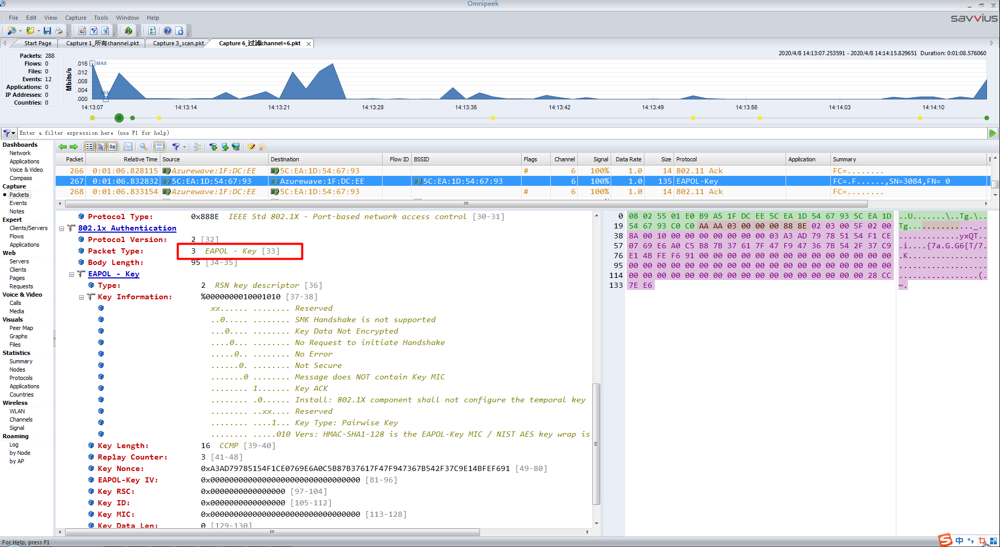 Omnipeek
File Edit View Capture Tools Window Help
savvius
Start Page Capture 1_所有channel.pkt Capture 3_scan.pkt Capture 6_过滤channel=6.pkt
Packets: 288
Flows: 0
Files: 0
Events: 12
Applications: 0
IP Addresses: 0
Countries: 0
2020/4/8 14:13:07.253591 - 2020/4/8 14:14:15.829651 Duration: 0:01:08.576060
Mbits/s
.016 MAX
.012
.008
.004 MIN
.000
14:13:07 14:13:14 14:13:21 14:13:28 14:13:35 14:13:42 14:13:49 14:13:56 14:14:03 14:14:10
Enter a filter expression here (use F1 for help)
Dashboards
Network
Applications
Voice & Video
Compass
Capture
Packets
Events
Notes
Expert
Clients/Servers
Flows
Applications
Web
Servers
Clients
Pages
Requests
Voice & Video
Calls
Media
Visuals
Peer Map
Graphs
Files
Statistics
Summary
Nodes
Protocols
Applications
Countries
Wireless
WLAN
Channels
Signal
Roaming
Log
by Node
by AP
Packet Relative Time Source Destination Flow ID BSSID Flags Channel Signal Data Rate Size Protocol Application Summary E
266 0:01:06.828115 Azurewave:1F:DC:EE 5C:EA:1D:54:67:93 # 6 100% 1.0 14 802.11 Ack FC=........
267 0:01:06.832832 5C:EA:1D:54:67:93 Azurewave:1F:DC:EE 5C:EA:1D:54:67:93 6 100% 1.0 135 EAPOL-Key FC=.F......,SN=3084,FN= 0
268 0:01:06.833154 Azurewave:1F:DC:EE 5C:EA:1D:54:67:93 # 6 100% 1.0 14 802.11 Ack FC=........
Protocol Type: 0x888E IEEE Std 802.1X - Port-based network access control [30-31]
802.1x Authentication
Protocol Version: 2 [32]
Packet Type: 3 EAPOL - Key [33]
Body Length: 95 [34-35]
EAPOL - Key
Type: 2 RSN key descriptor [36]
Key Information: %0000000010001010 [37-38]
xx...... ........ Reserved
..0..... ........ SMK Handshake is not supported
...0.... ........ Key Data Not Encrypted
....0... ........ No Request to initiate Handshake
.....0.. ........ No Error
......0. ........ Not Secure
.......0 ........ Message does NOT contain Key MIC
........ 1....... Key ACK
........ .0...... Install: 802.1X component shall not configure the temporal key
........ ..xx.... Reserved
........ ....1... Key Type: Pairwise Key
........ .....010 Vers: HMAC-SHA1-128 is the EAPOL-Key MIC / NIST AES key wrap is
Key Length: 16 CCMP [39-40]
Replay Counter: 3 [41-48]
Key Nonce: 0xA3AD79785154F1CE0769E6A0C5B87B37617F47F947367B542F37C9E14BFEF691 [49-80]
EAPOL-Key IV: 0x00000000000000000000000000000000 [81-96]
Key RSC: 0x0000000000000000 [97-104]
Key ID: 0x0000000000000000 [105-112]
Key MIC: 0x00000000000000000000000000000000 [113-128]
Key Data Len: 0 [129-130]
0 08 02 55 01 E0 B9 A5 1F DC EE 5C EA 1D 54 67 93 5C EA 1D ..U.......\..Tg.\..
19 54 67 93 C0 C0 AA AA 03 00 00 00 88 8E 02 03 00 5F 02 00 Tg.............._..
38 8A 00 10 00 00 00 00 00 00 00 03 A3 AD 79 78 51 54 F1 CE .............yxQT..
57 07 69 E6 A0 C5 B8 7B 37 61 7F 47 F9 47 36 7B 54 2F 37 C9 .i....{7a.G.G6{T/7.
76 E1 4B FE F6 91 00 00 00 00 00 00 00 00 00 00 00 00 00 00 .K.................
95 00 00 00 00 00 00 00 00 00 00 00 00 00 00 00 00 00 00 00 ...................
114 00 00 00 00 00 00 00 00 00 00 00 00 00 00 00 00 00 28 CC .................(.
133 7E E6 ~.
For Help, press F1
中